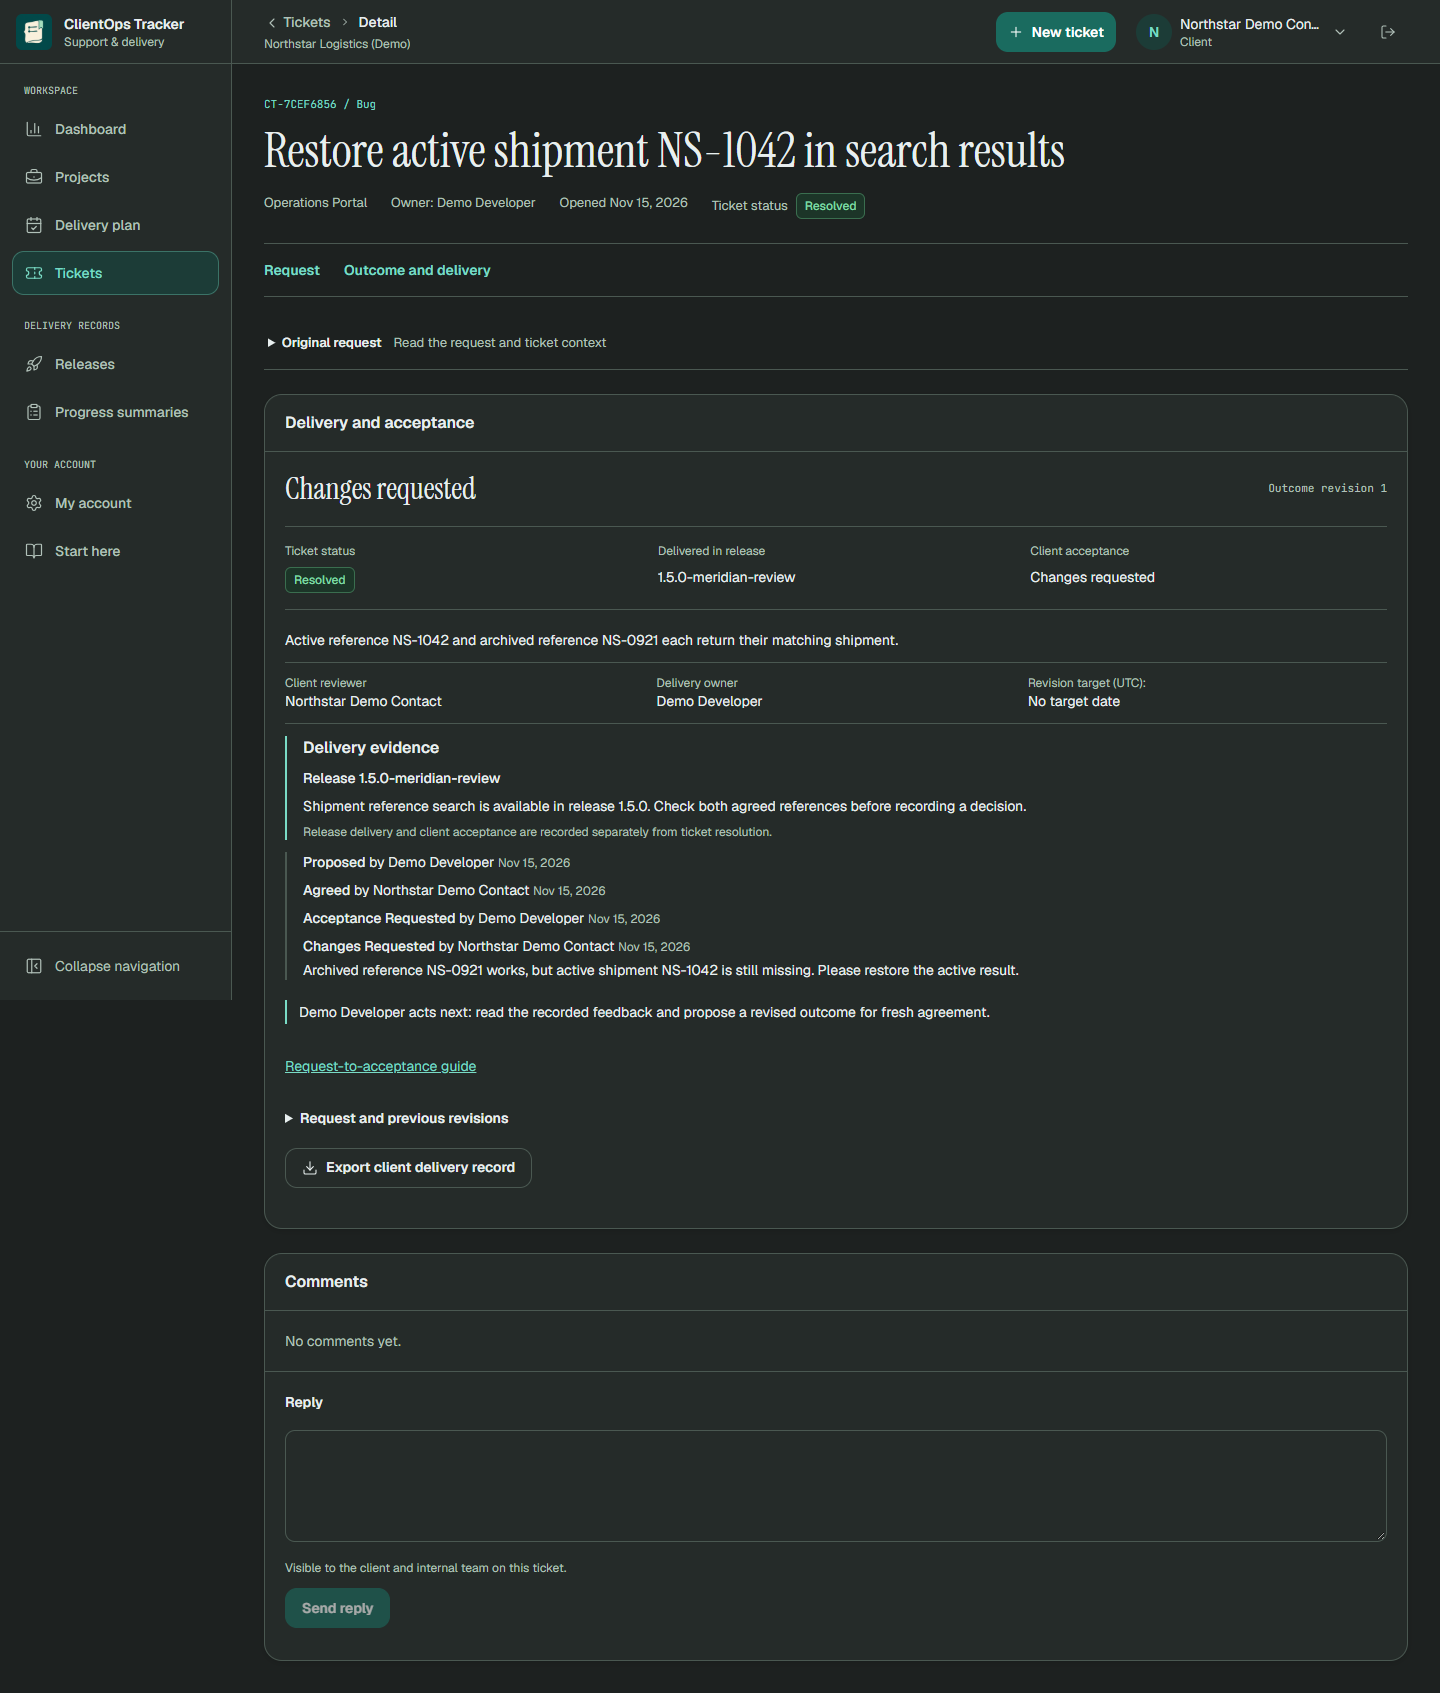 ClientOps Tracker
Support & delivery
Tickets
Detail
Northstar Logistics (Demo)
New ticket
N
Northstar Demo Con...
Client
WORKSPACE
Dashboard
Projects
Delivery plan
Tickets
DELIVERY RECORDS
Releases
Progress summaries
YOUR ACCOUNT
My account
Start here
Collapse navigation
CT-7CEF6856 / Bug
Restore active shipment NS-1042 in search results
Operations Portal
Owner: Demo Developer
Opened Nov 15, 2026
Ticket status
Resolved
Request
Outcome and delivery
Original request
Read the request and ticket context
Delivery and acceptance
Changes requested
Outcome revision 1
Ticket status
Resolved
Delivered in release
1.5.0-meridian-review
Client acceptance
Changes requested
Active reference NS-1042 and archived reference NS-0921 each return their matching shipment.
Client reviewer
Northstar Demo Contact
Delivery owner
Demo Developer
Revision target (UTC):
No target date
Delivery evidence
Release 1.5.0-meridian-review
Shipment reference search is available in release 1.5.0. Check both agreed references before recording a decision.
Release delivery and client acceptance are recorded separately from ticket resolution.
Proposed by Demo Developer Nov 15, 2026
Agreed by Northstar Demo Contact Nov 15, 2026
Acceptance Requested by Demo Developer Nov 15, 2026
Changes Requested by Northstar Demo Contact Nov 15, 2026
Archived reference NS-0921 works, but active shipment NS-1042 is still missing. Please restore the active result.
Demo Developer acts next: read the recorded feedback and propose a revised outcome for fresh agreement.
Request-to-acceptance guide
Request and previous revisions
Export client delivery record
Comments
No comments yet.
Reply
Visible to the client and internal team on this ticket.
Send reply